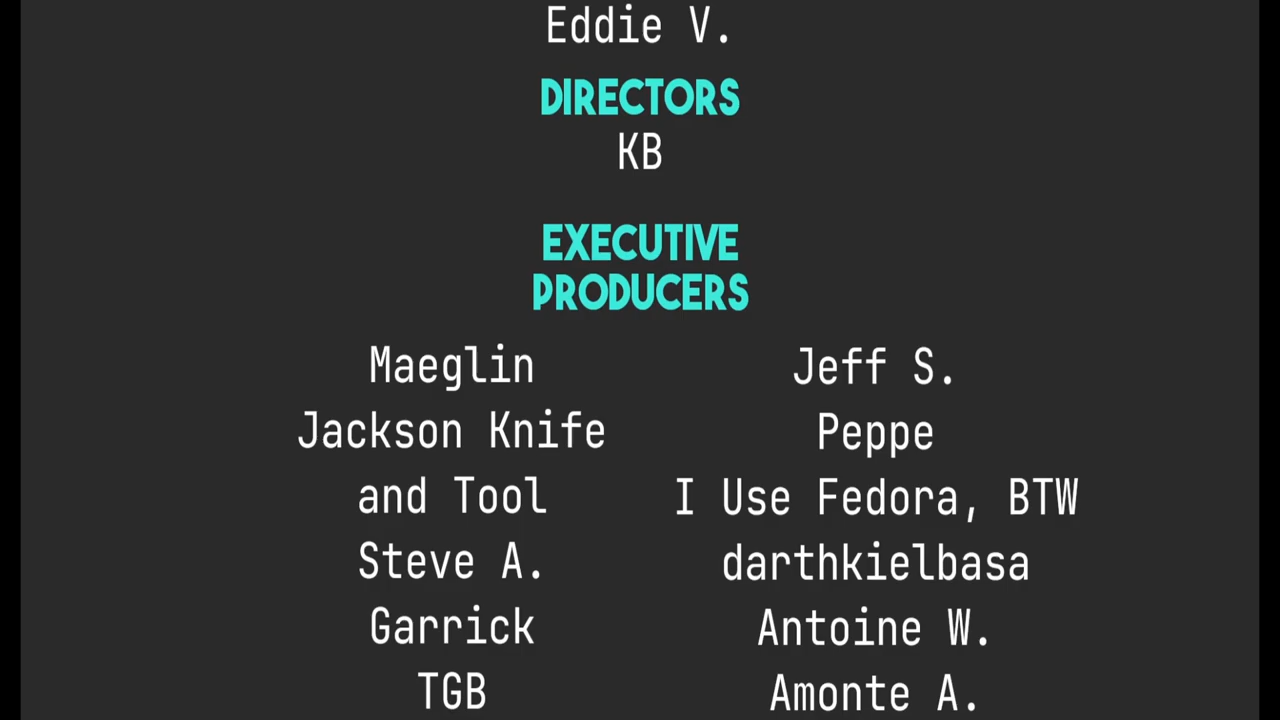 Eddie V.
DIRECTORS
KB
EXECUTIVE
PRODUCERS
Maeglin
Jackson Knife
and Tool
Steve A.
Garrick
TGB
Jeff S.
Peppe
I Use Fedora, BTW
darthkielbasa
Antoine W.
Amonte A.